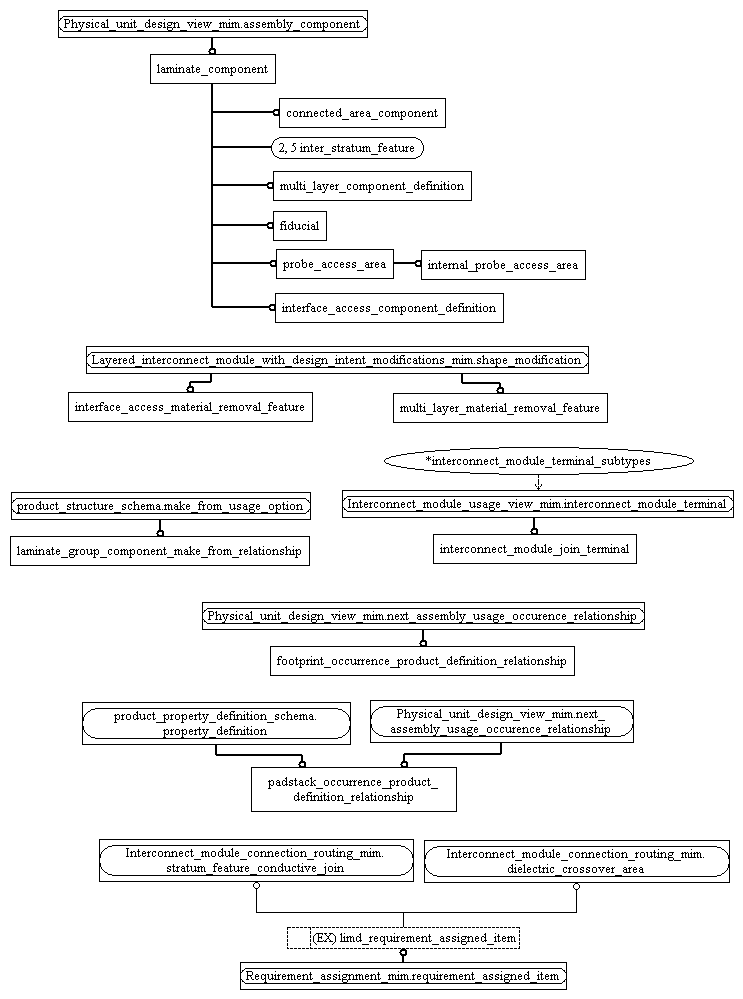 Physical_unit_design_view_mim.assembly_component
laminate_component
connected_area_component
2, 5 inter_stratum_feature
multi_layer_component_definition
fiducial
probe_access_area
internal_probe_access_area
interface_access_component_definition
Layered_interconnect_module_with_design_intent_modifications_mim.shape_modification
interface_access_material_removal_feature
multi_layer_material_removal_feature
*interconnect_module_terminal_subtypes
product_structure_schema.make_from_usage_option
Interconnect_module_usage_view_mim.interconnect_module_terminal
laminate_group_component_make_from_relationship
interconnect_module_join_terminal
Physical_unit_design_view_mim.next_assembly_usage_occurence_relationship
footprint_occurrence_product_definition_relationship
product_property_definition_schema.
property_definition
Physical_unit_design_view_mim.next_
assembly_usage_occurence_relationship
padstack_occurrence_product_
definition_relationship
Interconnect_module_connection_routing_mim.
stratum_feature_conductive_join
Interconnect_module_connection_routing_mim.
dielectric_crossover_area
(EX) limd_requirement_assigned_item
Requirement_assignment_mim.requirement_assigned_item